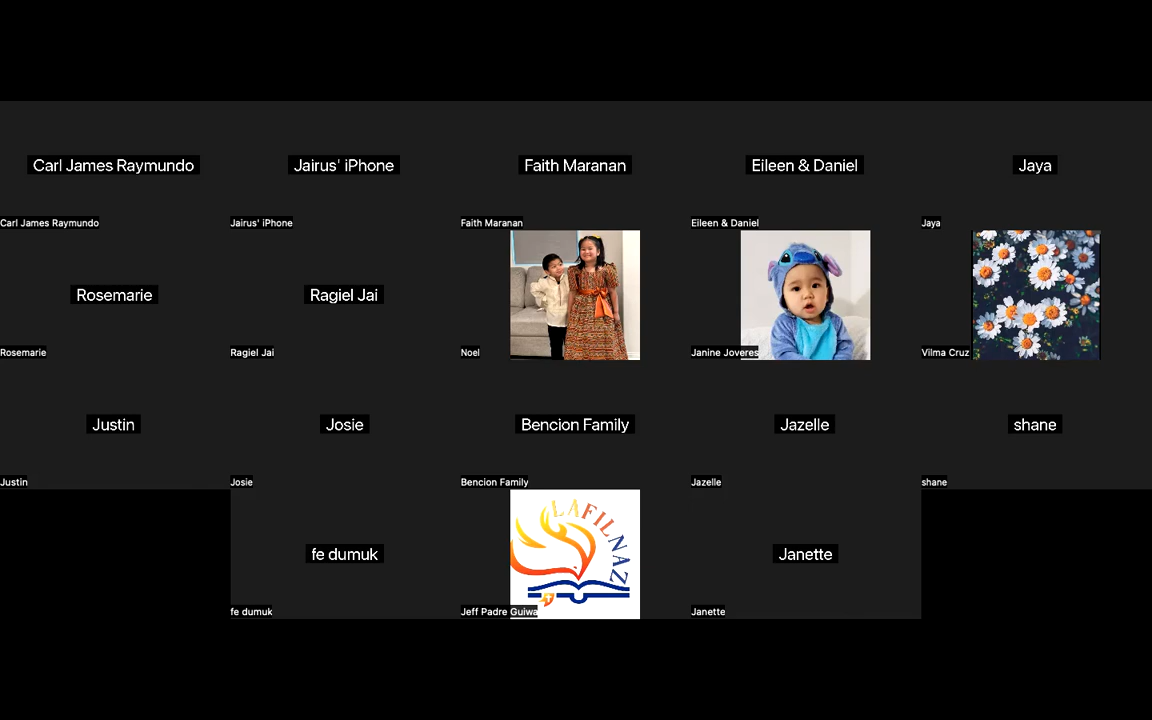 Carl James Raymundo
Jairus' iPhone
Faith Maranan
Eileen & Daniel
Jaya
Carl James Raymundo
Jairus' iPhone
Faith Maranan
Eileen & Daniel
Jaya
Rosemarie
Ragiel Jai
Rosemarie
Ragiel Jai
Noel
Janine Joveres
Vilma Cruz
Justin
Josie
Bencion Family
Jazelle
shane
Justin
Josie
Bencion Family
Jazelle
shane
LAFILNAZ
fe dumuk
Janette
fe dumuk
Jeff Padre Guiwa
Janette